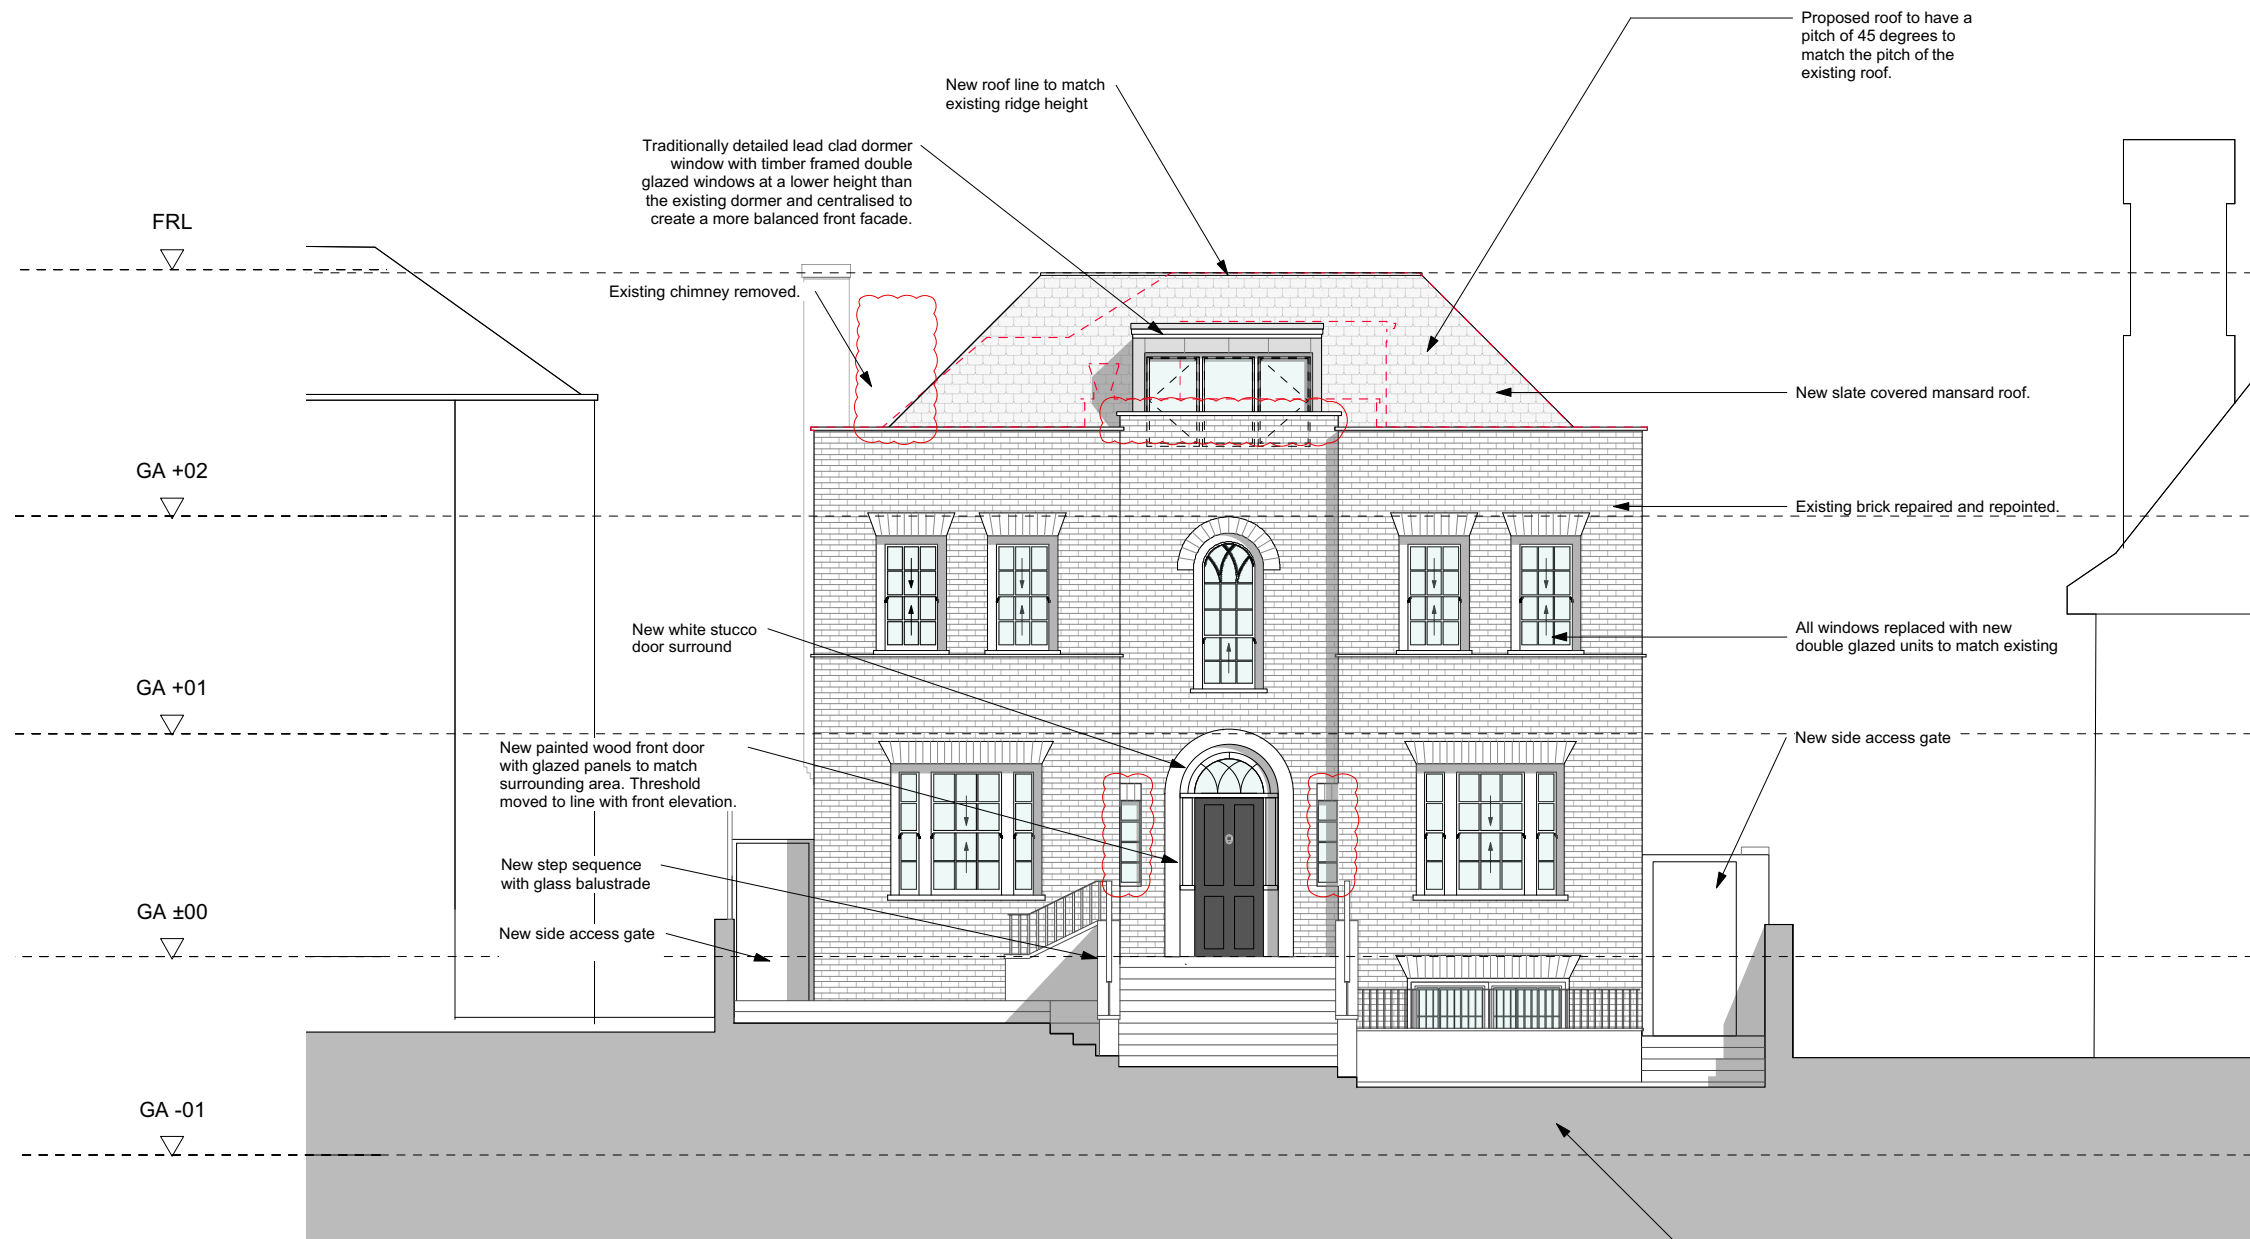 Proposed roof to have a
pitch of 45 degrees to
match the pitch of the
existing roof.
New roof line to match
existing ridge height
Traditionally detailed lead clad dormer
window with timber framed double
glazed windows at a lower height than
the existing dormer and centralised to
create a more balanced front facade.
FRL
Existing chimney removed.
New slate covered mansard roof.
GA +02
Existing brick repaired and repointed.
New white stucco
door surround
All windows replaced with new
double glazed units to match existing
GA +01
New side access gate
New painted wood front door
with glazed panels to match
surrounding area. Threshold
moved to line with front elevation.
New step sequence
with glass balustrade
GA ±00
New side access gate
GA -01